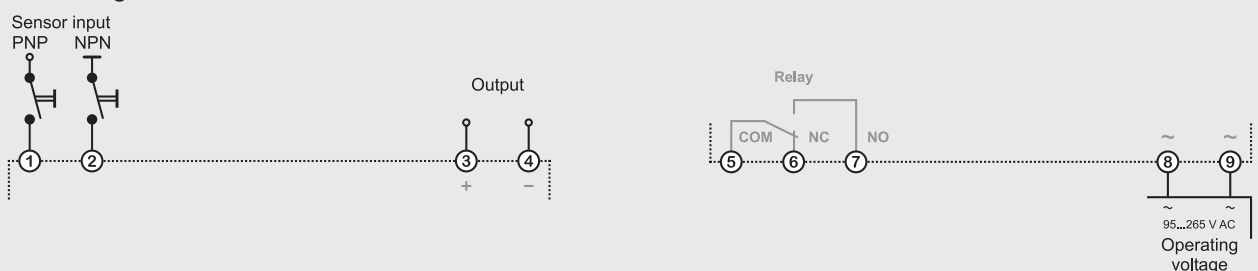 Sensor input
PNP NPN
Output
1 2 3 4
+ −
Relay
COM NC NO
~ ~
5 6 7 8 9
~ ~
95...265 V AC
Operating
voltage